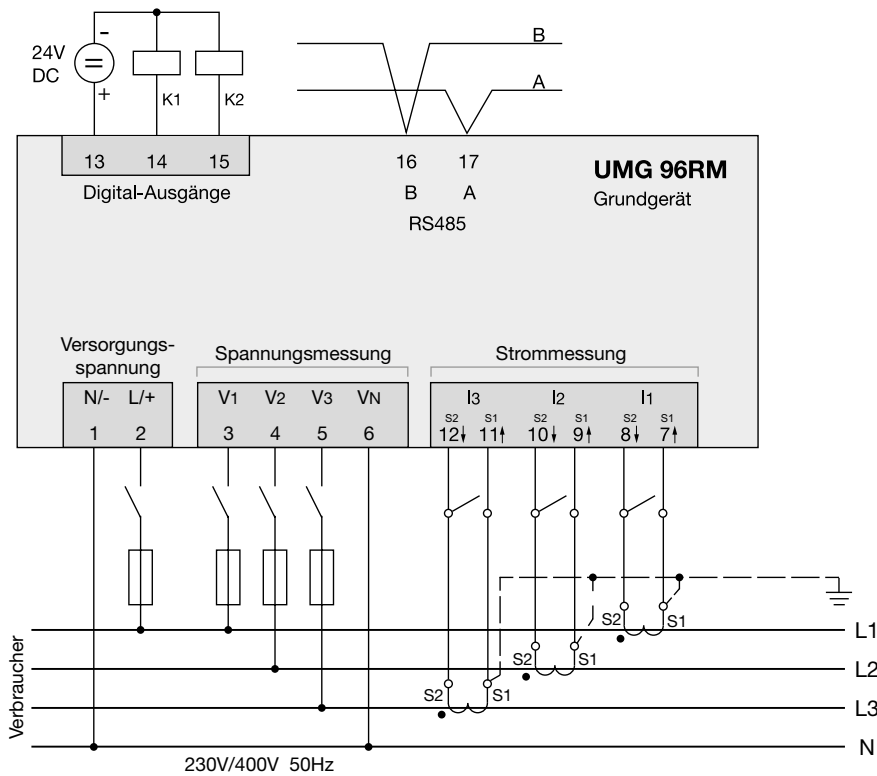 -
24V
DC
=
+
K1
K2
B
A
13 14 15
Digital-Ausgänge
16 17
B A
RS485
UMG 96RM
Grundgerät
Versorgungs-
spannung
Spannungsmessung
Strommessung
N/- L/+
V1 V2 V3 VN
I3 I2 I1
S2 S1 S2 S1 S2 S1
1 2 3 4 5 6 12 11 10 9 8 7
S2 S1
L1
S2 S1
L2
S2 S1
L3
N
Verbraucher
230V/400V 50Hz